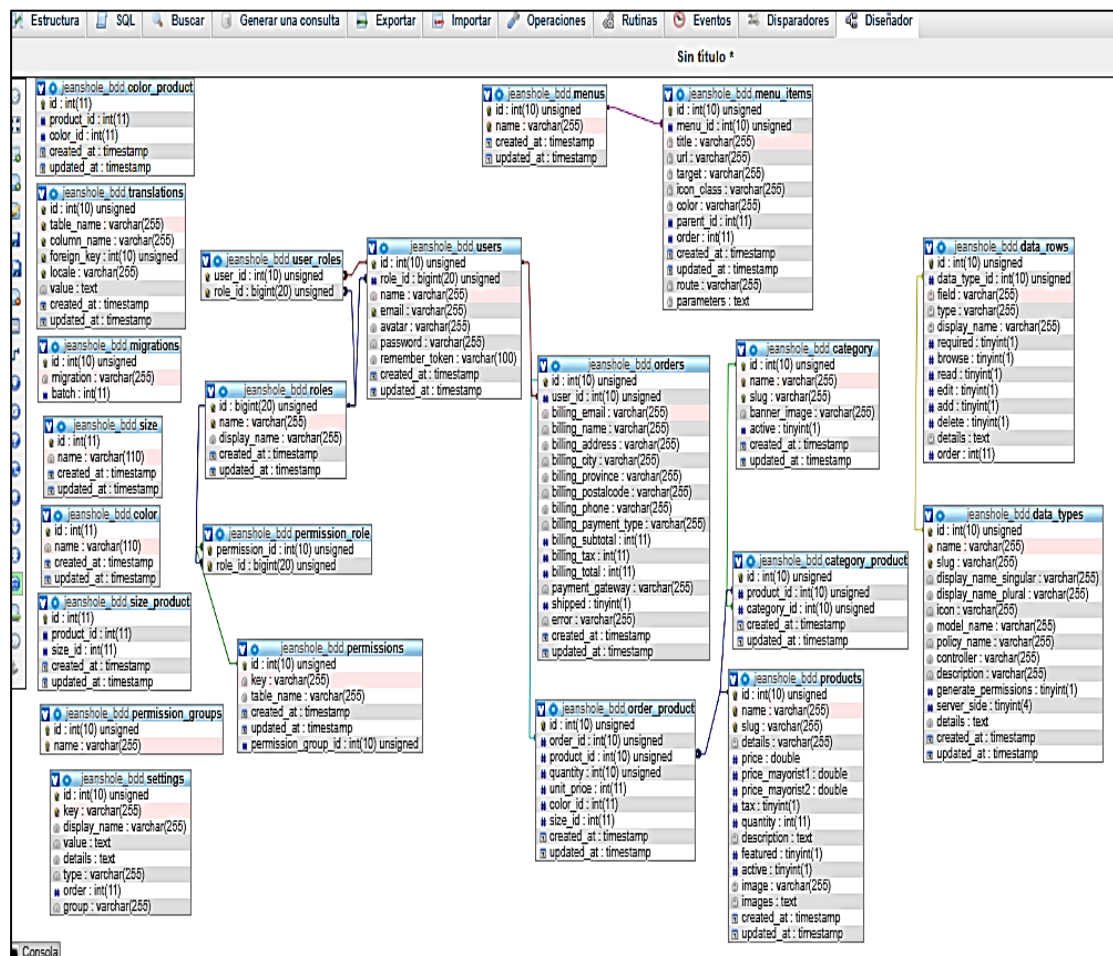 Estructura SQL Buscar Generar una consulta Exportar Importar Operaciones Rutinas Eventos Disparadores Diseñador
Sin título *
jeanshole_bdd color_product
id : int(11)
product_id : int(11)
color_id : int(11)
created_at : timestamp
updated_at : timestamp
jeanshole_bdd translations
id : int(10) unsigned
table_name : varchar(255)
column_name : varchar(255)
foreign_key : int(10) unsigned
locale : varchar(255)
value : text
created_at : timestamp
updated_at : timestamp
jeanshole_bdd migrations
id : int(10) unsigned
migration : varchar(255)
batch : int(11)
jeanshole_bdd size
id : int(11)
name : varchar(110)
created_at : timestamp
updated_at : timestamp
jeanshole_bdd color
id : int(11)
name : varchar(110)
created_at : timestamp
updated_at : timestamp
jeanshole_bdd size_product
id : int(11)
product_id : int(11)
size_id : int(11)
created_at : timestamp
updated_at : timestamp
jeanshole_bdd permission_groups
id : int(10) unsigned
name : varchar(255)
jeanshole_bdd settings
id : int(10) unsigned
key : varchar(255)
display_name : varchar(255)
value : text
details : text
type : varchar(255)
order : int(11)
group : varchar(255)
jeanshole_bdd user_roles
user_id : int(10) unsigned
role_id : bigint(20) unsigned
jeanshole_bdd roles
id : bigint(20) unsigned
name : varchar(255)
display_name : varchar(255)
created_at : timestamp
updated_at : timestamp
jeanshole_bdd permission_role
permission_id : int(10) unsigned
role_id : bigint(20) unsigned
jeanshole_bdd permissions
id : int(10) unsigned
key : varchar(255)
table_name : varchar(255)
created_at : timestamp
updated_at : timestamp
permission_group_id : int(10) unsigned
jeanshole_bdd users
id : int(10) unsigned
role_id : bigint(20) unsigned
name : varchar(255)
email : varchar(255)
avatar : varchar(255)
password : varchar(255)
remember_token : varchar(100)
created_at : timestamp
updated_at : timestamp
jeanshole_bdd menus
id : int(10) unsigned
name : varchar(255)
created_at : timestamp
updated_at : timestamp
jeanshole_bdd menu_items
id : int(10) unsigned
menu_id : int(10) unsigned
title : varchar(255)
url : varchar(255)
target : varchar(255)
icon_class : varchar(255)
color : varchar(255)
parent_id : int(11)
order : int(11)
created_at : timestamp
updated_at : timestamp
route : varchar(255)
parameters : text
jeanshole_bdd orders
id : int(10) unsigned
user_id : int(10) unsigned
billing_email : varchar(255)
billing_name : varchar(255)
billing_address : varchar(255)
billing_city : varchar(255)
billing_province : varchar(255)
billing_postalcode : varchar(255)
billing_phone : varchar(255)
billing_payment_type : varchar(255)
billing_subtotal : int(11)
billing_tax : int(11)
billing_total : int(11)
payment_gateway : varchar(255)
shipped : tinyint(1)
error : varchar(255)
created_at : timestamp
updated_at : timestamp
jeanshole_bdd order_product
id : int(10) unsigned
order_id : int(10) unsigned
product_id : int(10) unsigned
quantity : int(10) unsigned
unit_price : int(11)
color_id : int(11)
size_id : int(11)
created_at : timestamp
updated_at : timestamp
jeanshole_bdd category
id : int(10) unsigned
name : varchar(255)
slug : varchar(255)
banner_image : varchar(255)
active : tinyint(1)
created_at : timestamp
updated_at : timestamp
jeanshole_bdd category_product
id : int(10) unsigned
product_id : int(10) unsigned
category_id : int(10) unsigned
created_at : timestamp
updated_at : timestamp
jeanshole_bdd products
id : int(10) unsigned
name : varchar(255)
slug : varchar(255)
details : varchar(255)
price : double
price_mayorist1 : double
price_mayorist2 : double
tax : tinyint(1)
quantity : int(11)
description : text
featured : tinyint(1)
active : tinyint(1)
image : varchar(255)
images : text
created_at : timestamp
updated_at : timestamp
jeanshole_bdd data_rows
id : int(10) unsigned
data_type_id : int(10) unsigned
field : varchar(255)
type : varchar(255)
display_name : varchar(255)
required : tinyint(1)
browse : tinyint(1)
read : tinyint(1)
edit : tinyint(1)
add : tinyint(1)
delete : tinyint(1)
details : text
order : int(11)
jeanshole_bdd data_types
id : int(10) unsigned
name : varchar(255)
slug : varchar(255)
display_name_singular : varchar(255)
display_name_plural : varchar(255)
icon : varchar(255)
model_name : varchar(255)
policy_name : varchar(255)
controller : varchar(255)
description : varchar(255)
generate_permissions : tinyint(1)
server_side : tinyint(4)
details : text
created_at : timestamp
updated_at : timestamp
Consola